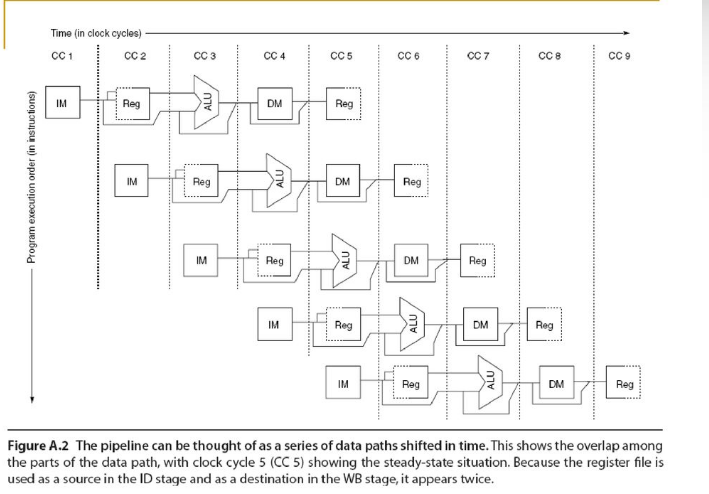 Time (in clock cycles)
CC 1 CC 2 CC 3 CC 4 CC 5 CC 6 CC 7 CC 8 CC 9
Program execution order (in instructions)
IM Reg ALU DM Reg
IM Reg ALU DM Reg
IM Reg ALU DM Reg
IM Reg ALU DM Reg
IM Reg ALU DM Reg
Figure A.2 The pipeline can be thought of as a series of data paths shifted in time. This shows the overlap among
the parts of the data path, with clock cycle 5 (CC 5) showing the steady-state situation. Because the register file is
used as a source in the ID stage and as a destination in the WB stage, it appears twice.